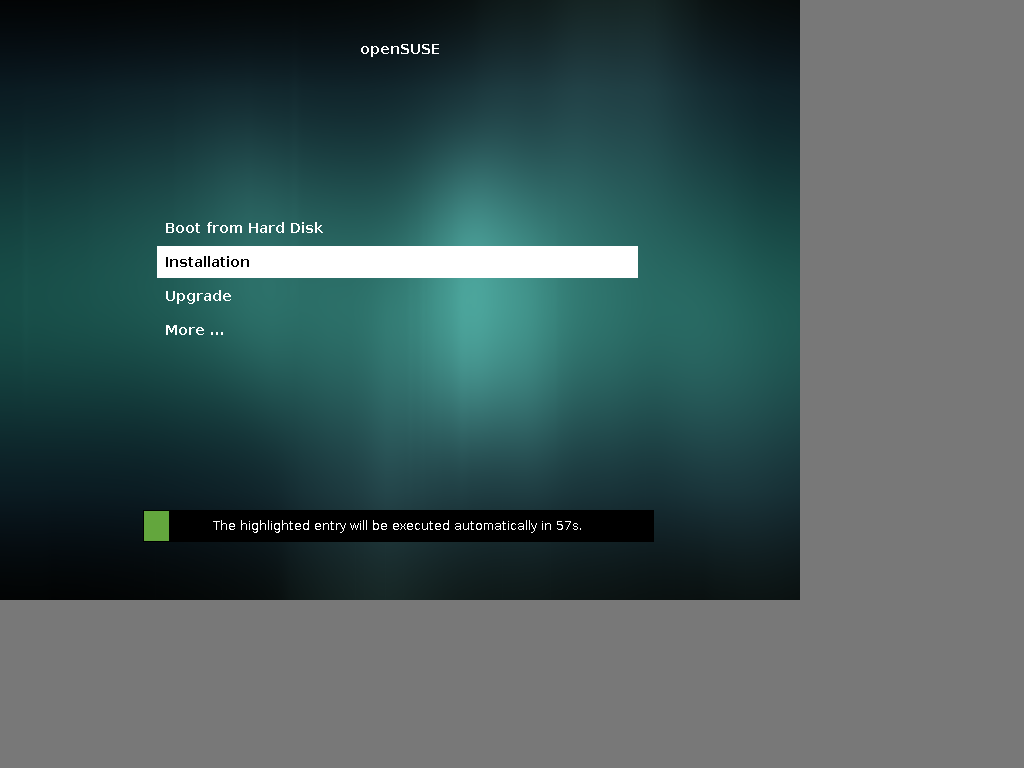 openSUSE
Boot from Hard Disk
Installation
Upgrade
More ...
The highlighted entry will be executed automatically in 57s.